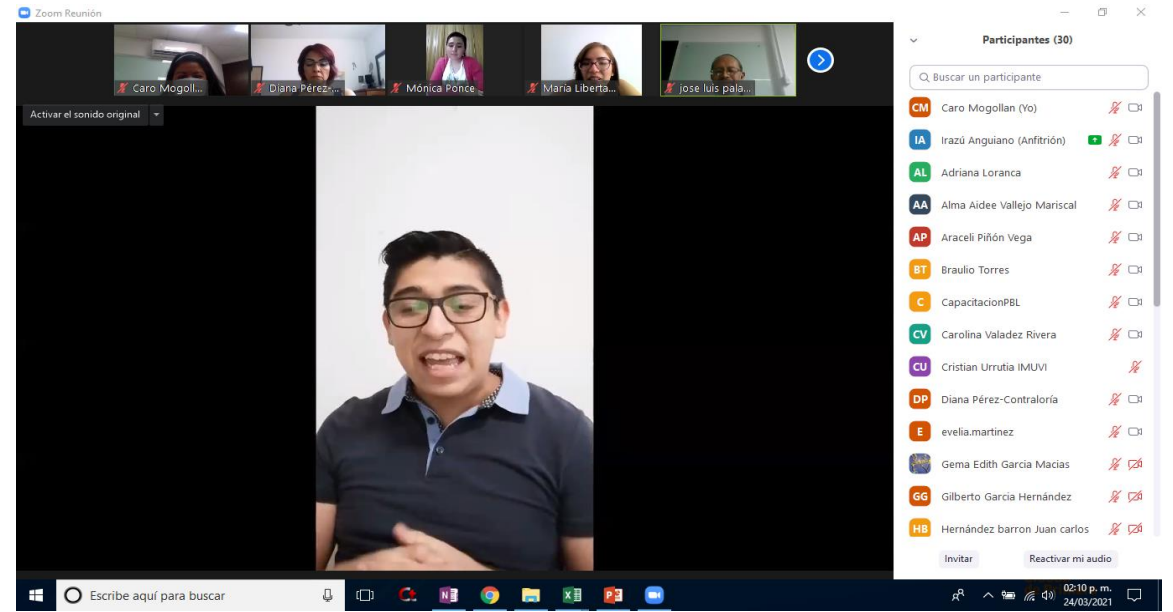 Zoom Reunión
Caro Mogoll...
Diana Pérez-...
Mónica Ponce
María Liberta...
jose luis pala...
Activar el sonido original
Participantes (30)
Buscar un participante
CM Caro Mogollan (Yo)
IA Irazú Anguiano (Anfitrión)
AL Adriana Loranca
AA Alma Aidee Vallejo Mariscal
AP Araceli Piñón Vega
BT Braulio Torres
C CapacitacionPBL
CV Carolina Valadez Rivera
CU Cristian Urrutia IMUVI
DP Diana Pérez-Contraloría
E evelia.martinez
Gema Edith Garcia Macias
GG Gilberto Garcia Hernández
HB Hernández barron Juan carlos
Invitar
Reactivar mi audio
Escribe aquí para buscar
02:10 p. m.
24/03/2021